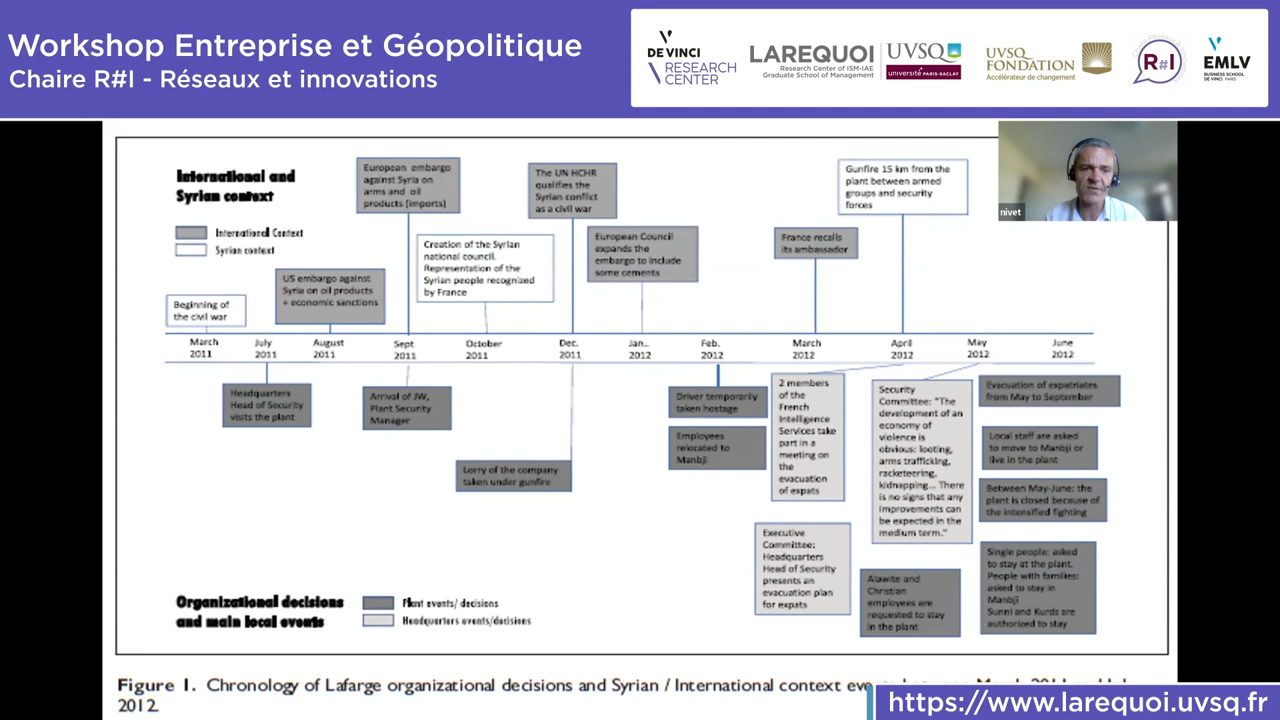 Workshop Entreprise et Géopolitique
Chaire R#I - Réseaux et innovations
DE VINCI
RESEARCH
CENTER
LAREQUOI
Research Center of ISM-IAE
Graduate School of Management
UVSQ
université PARIS-SACLAY
UVSQ
FONDATION
Accélérateur de changement
R#I
EMLV
BUSINESS SCHOOL
DE VINCI PARIS
nivet
International and
Syrian context
International Context
Syrian context
Beginning of
the civil war
US embargo against
Syria on oil products
+ economic sanctions
European embargo
against Syria on
arms and oil
products (imports)
Creation of the Syrian
national council.
Representation of the
Syrian people recognized
by France
The UN HCHR
qualifies the
Syrian conflict
as a civil war
European Council
expands the
embargo to include
some cements
France recalls
its ambassador
Gunfire 15 km from the
plant between armed
groups and security
forces
March
2011
July
2011
August
2011
Sept
2011
October
2011
Dec.
2011
Jan..
2012
Feb.
2012
March
2012
April
2012
May
2012
June
2012
Headquarters
Head of Security
visits the plant
Arrival of JW,
Plant Security
Manager
Lorry of the company
taken under gunfire
Driver temporarily
taken hostage
Employees
relocated to
Manbji
2 members
of the
French
Intelligence
Services take
part in a
meeting on
the
evacuation
of expats
Executive
Committee:
Headquarters
Head of Security
presents an
evacuation plan
for expats
Security
Committee: "The
development of an
economy of
violence is
obvious: looting,
arms trafficking,
racketeering,
kidnapping... There
is no signs that any
improvements can
be expected in the
medium term."
Alawite and
Christian
employees are
requested to stay
in the plant
Evacuation of expatriates
from May to September
Local staff are asked
to move to Manbji or
live in the plant
Between May-June: the
plant is closed because of
the intensified fighting
Single people: asked
to stay at the plant.
People with families:
asked to stay in
Manbji
Sunni and Kurds are
authorized to stay
Organizational decisions
and main local events
Plant events/ decisions
Headquarters events/decisions
Figure 1. Chronology of Lafarge organizational decisions and Syrian / International context
2012.
https://www.larequoi.uvsq.fr